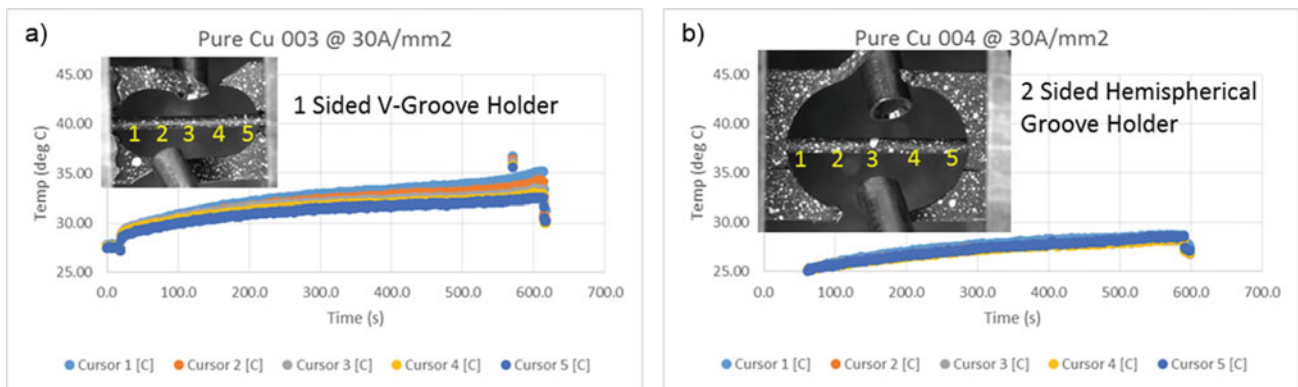 a)
Pure Cu 003 @ 30A/mm2
1 Sided V-Groove Holder
1 2 3 4 5
Temp (deg C)
45.00
40.00
35.00
30.00
25.00
0.0 100.0 200.0 300.0 400.0 500.0 600.0 700.0
Time (s)
Cursor 1 [C] Cursor 2 [C] Cursor 3 [C] Cursor 4 [C] Cursor 5 [C]
b)
Pure Cu 004 @ 30A/mm2
2 Sided Hemispherical
Groove Holder
1 2 3 4 5
Temp (deg C)
45.00
40.00
35.00
30.00
25.00
0.0 100.0 200.0 300.0 400.0 500.0 600.0 700.0
Time (s)
Cursor 1 [C] Cursor 2 [C] Cursor 3 [C] Cursor 4 [C] Cursor 5 [C]